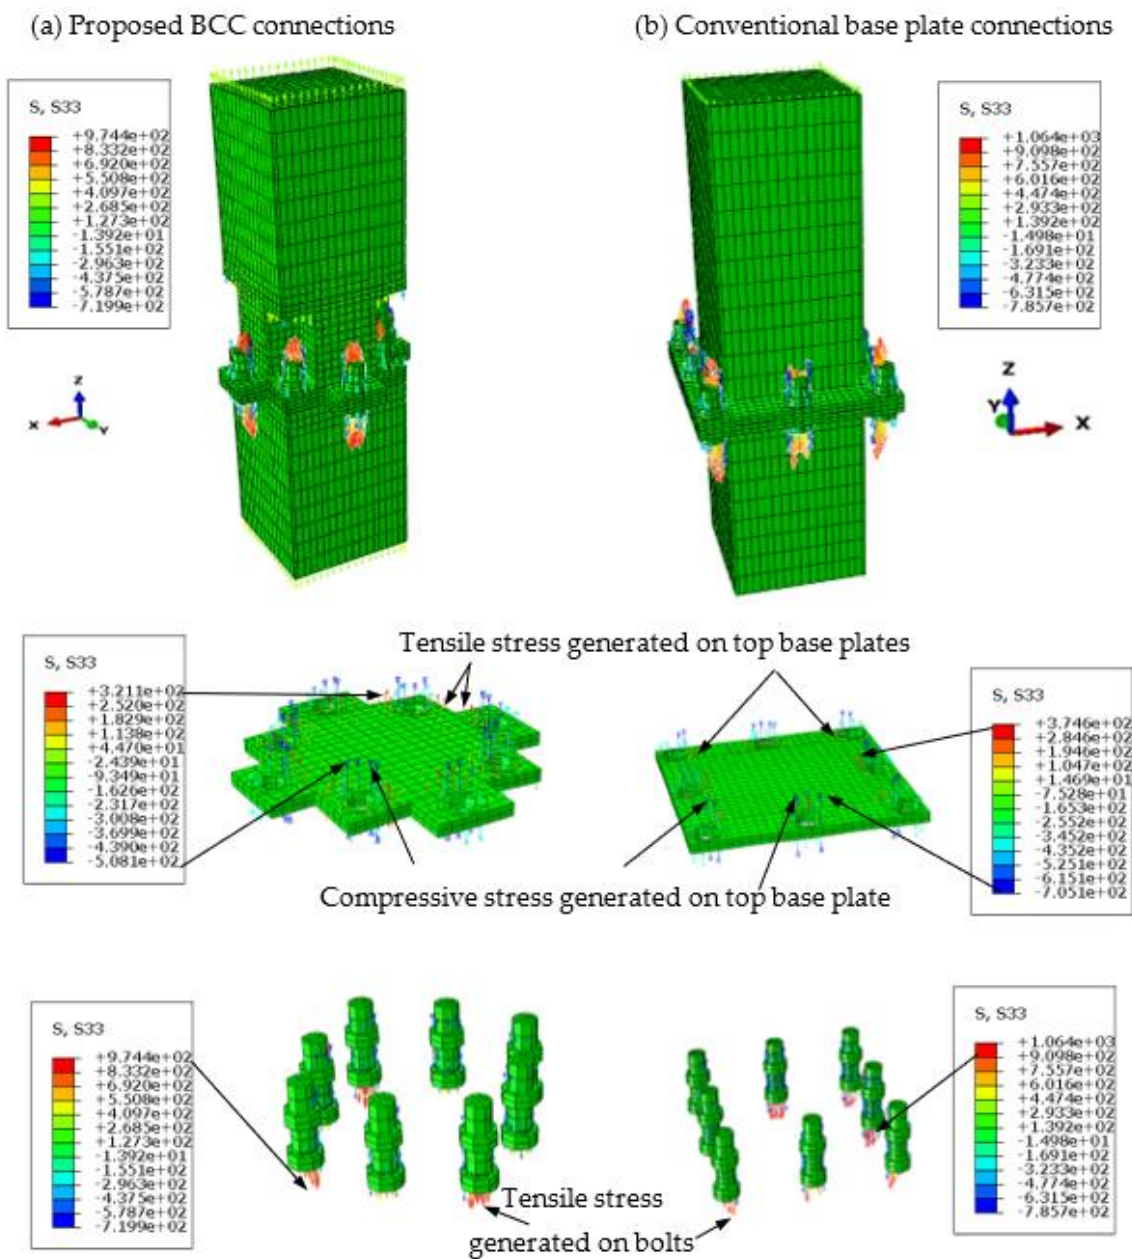 (a) Proposed BCC connections
(b) Conventional base plate connections
S, S33
+9.744e+02
+8.332e+02
+6.920e+02
+5.508e+02
+4.097e+02
+2.685e+02
+1.273e+02
-1.392e+01
-1.551e+02
-2.963e+02
-4.375e+02
-5.787e+02
-7.199e+02
S, S33
+1.064e+03
+9.098e+02
+7.557e+02
+6.016e+02
+4.474e+02
+2.933e+02
+1.392e+02
-1.498e+01
-1.691e+02
-3.233e+02
-4.774e+02
-6.315e+02
-7.857e+02
Z
X
Y
Z
Y
X
Tensile stress generated on top base plates
S, S33
+3.211e+02
+2.520e+02
+1.829e+02
+1.138e+02
+4.470e+01
-2.439e+01
-9.349e+01
-1.626e+02
-2.317e+02
-3.008e+02
-3.699e+02
-4.390e+02
-5.081e+02
S, S33
+3.746e+02
+2.846e+02
+1.946e+02
+1.047e+02
+1.469e+01
-7.528e+01
-1.653e+02
-2.552e+02
-3.452e+02
-4.352e+02
-5.251e+02
-6.151e+02
-7.051e+02
Compressive stress generated on top base plate
S, S33
+9.744e+02
+8.332e+02
+6.920e+02
+5.508e+02
+4.097e+02
+2.685e+02
+1.273e+02
-1.392e+01
-1.551e+02
-2.963e+02
-4.375e+02
-5.787e+02
-7.199e+02
S, S33
+1.064e+03
+9.098e+02
+7.557e+02
+6.016e+02
+4.474e+02
+2.933e+02
+1.392e+02
-1.498e+01
-1.691e+02
-3.233e+02
-4.774e+02
-6.315e+02
-7.857e+02
Tensile stress
generated on bolts